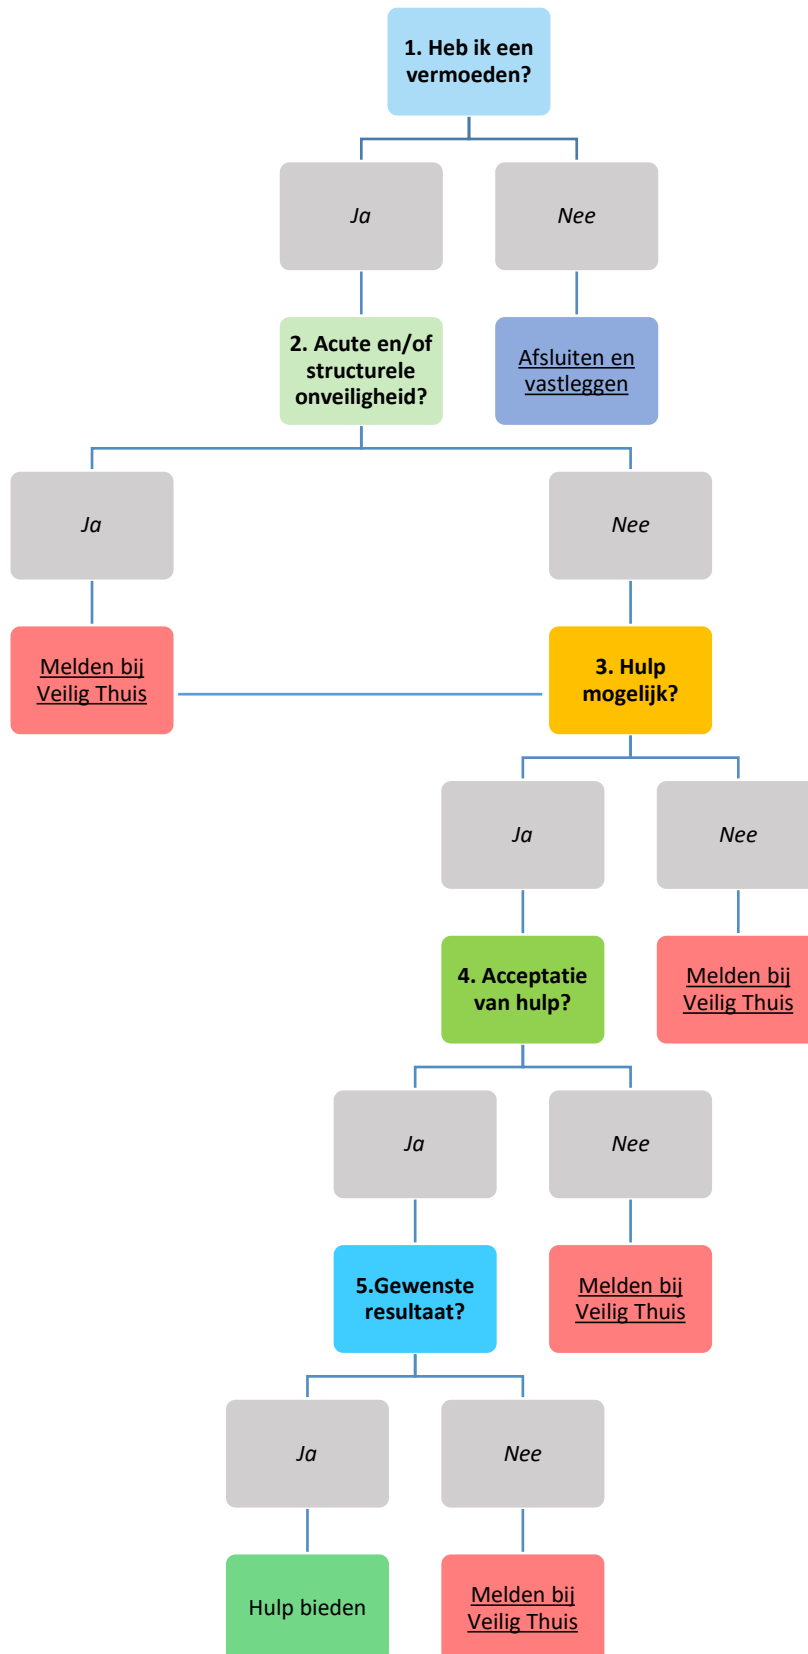 1. Heb ik een
vermoeden?
Ja
Nee
2. Acute en/of
structurele
onveiligheid?
Afsluiten en
vastleggen
Ja
Nee
Melden bij
Veilig Thuis
3. Hulp
mogelijk?
Ja
Nee
4. Acceptatie
van hulp?
Melden bij
Veilig Thuis
Ja
Nee
5.Gewenste
resultaat?
Melden bij
Veilig Thuis
Ja
Nee
Hulp bieden
Melden bij
Veilig Thuis